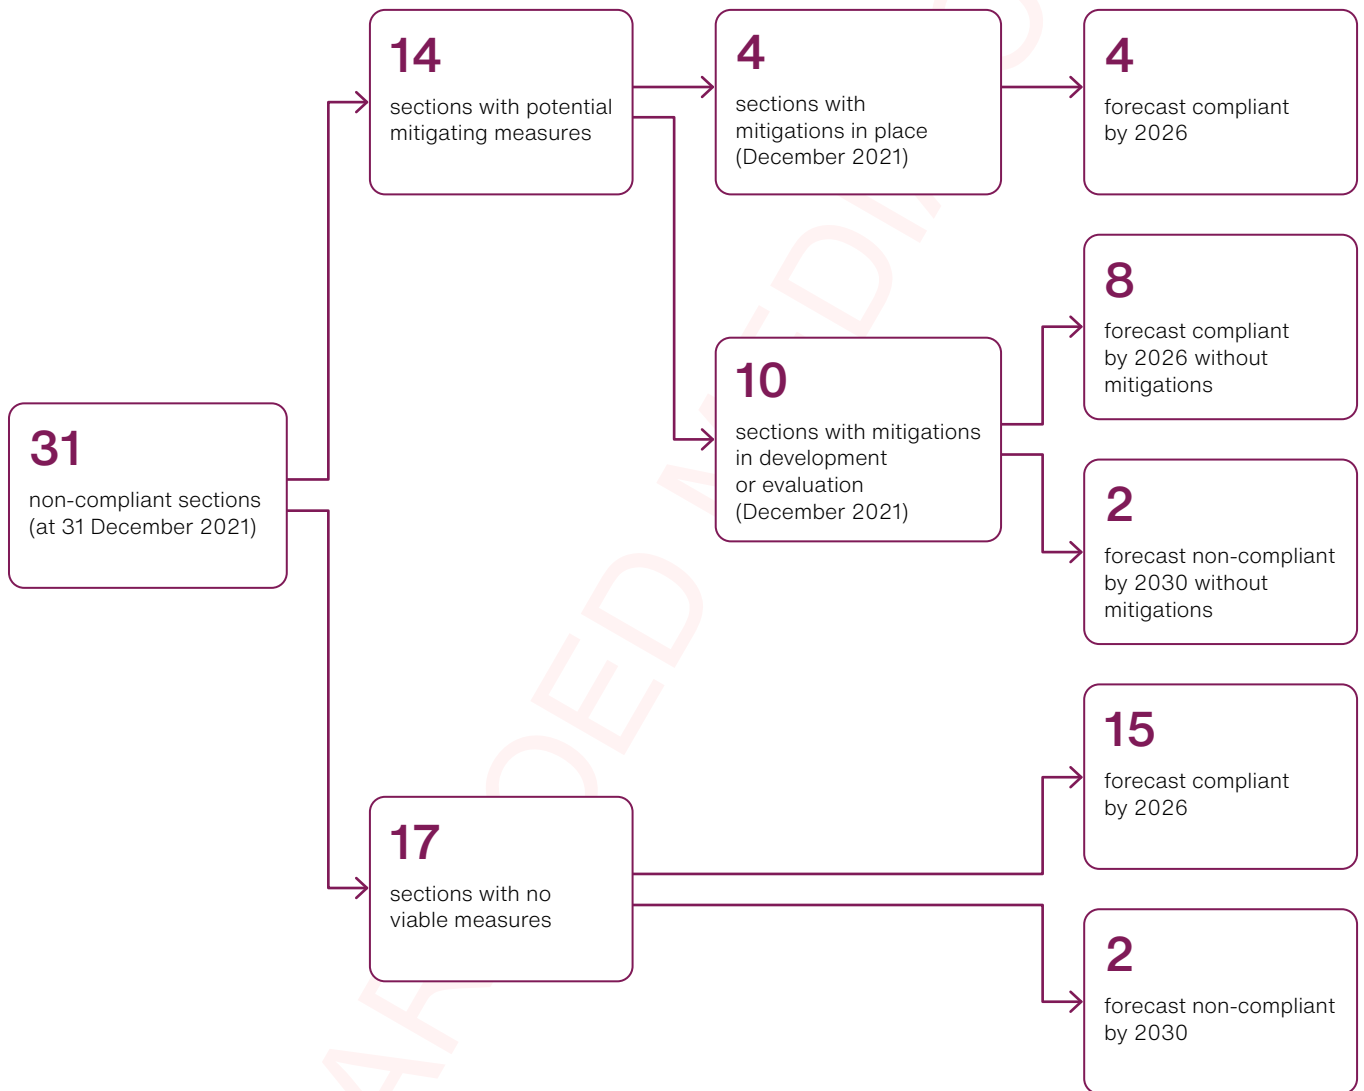 14
sections with potential
mitigating measures
4
sections with
mitigations in place
(December 2021)
4
forecast compliant
by 2026
8
forecast compliant
by 2026 without
mitigations
10
sections with mitigations
in development
or evaluation
(December 2021)
31
non-compliant sections
(at 31 December 2021)
2
forecast non-compliant
by 2030 without
mitigations
15
forecast compliant
by 2026
17
sections with no
viable measures
2
forecast non-compliant
by 2030